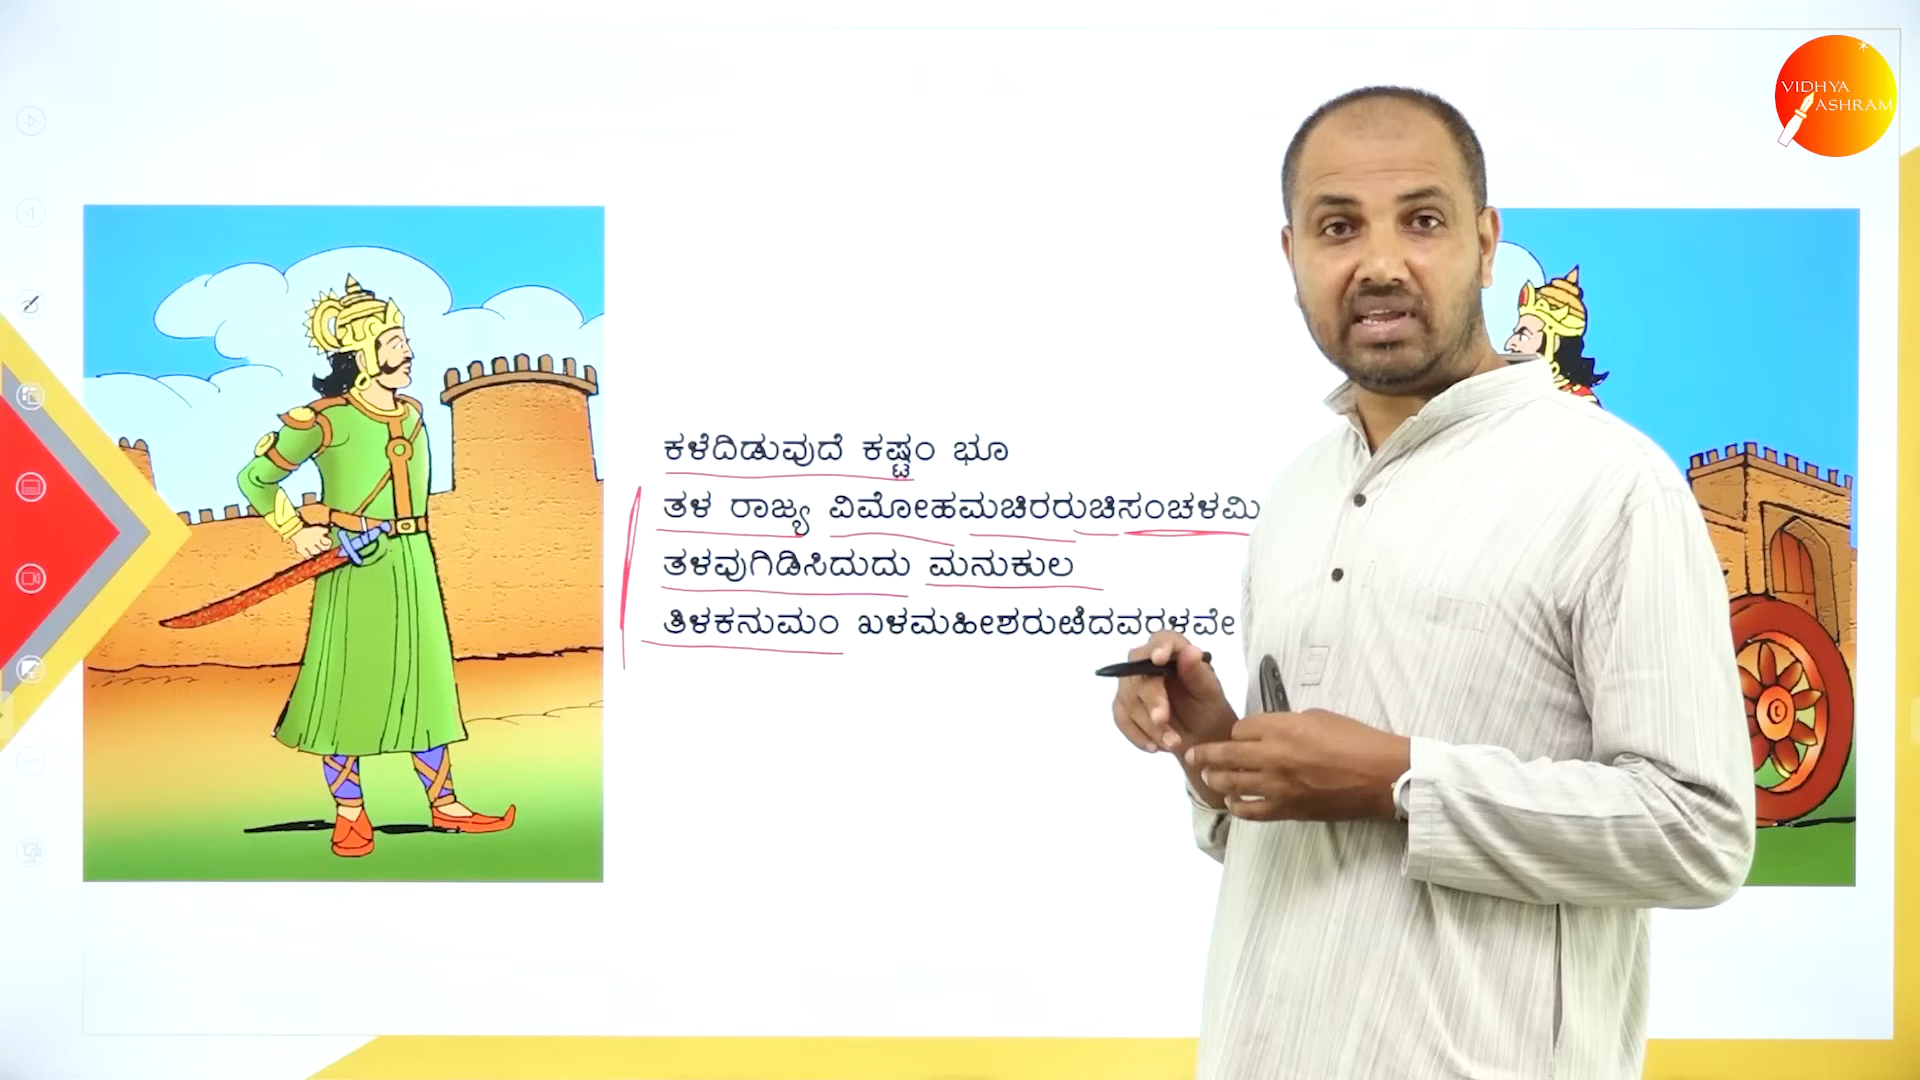 VIDHYA
ASHRAM
ಕಳೆದಿಡುವುದೆ ಕಷ್ಟಂ ಭೂ
ತಳ ರಾಜ್ಯ ವಿಮೋಹಮಚಿರರುಚಿಸಂಚಳಮಿ
ತಳವುಗಿಡಿಸಿದುದು ಮನುಕುಲ
ತಿಳಕನುಮಂ ಖಳಮಹೀಶರುೞಿದವರಳವೇ